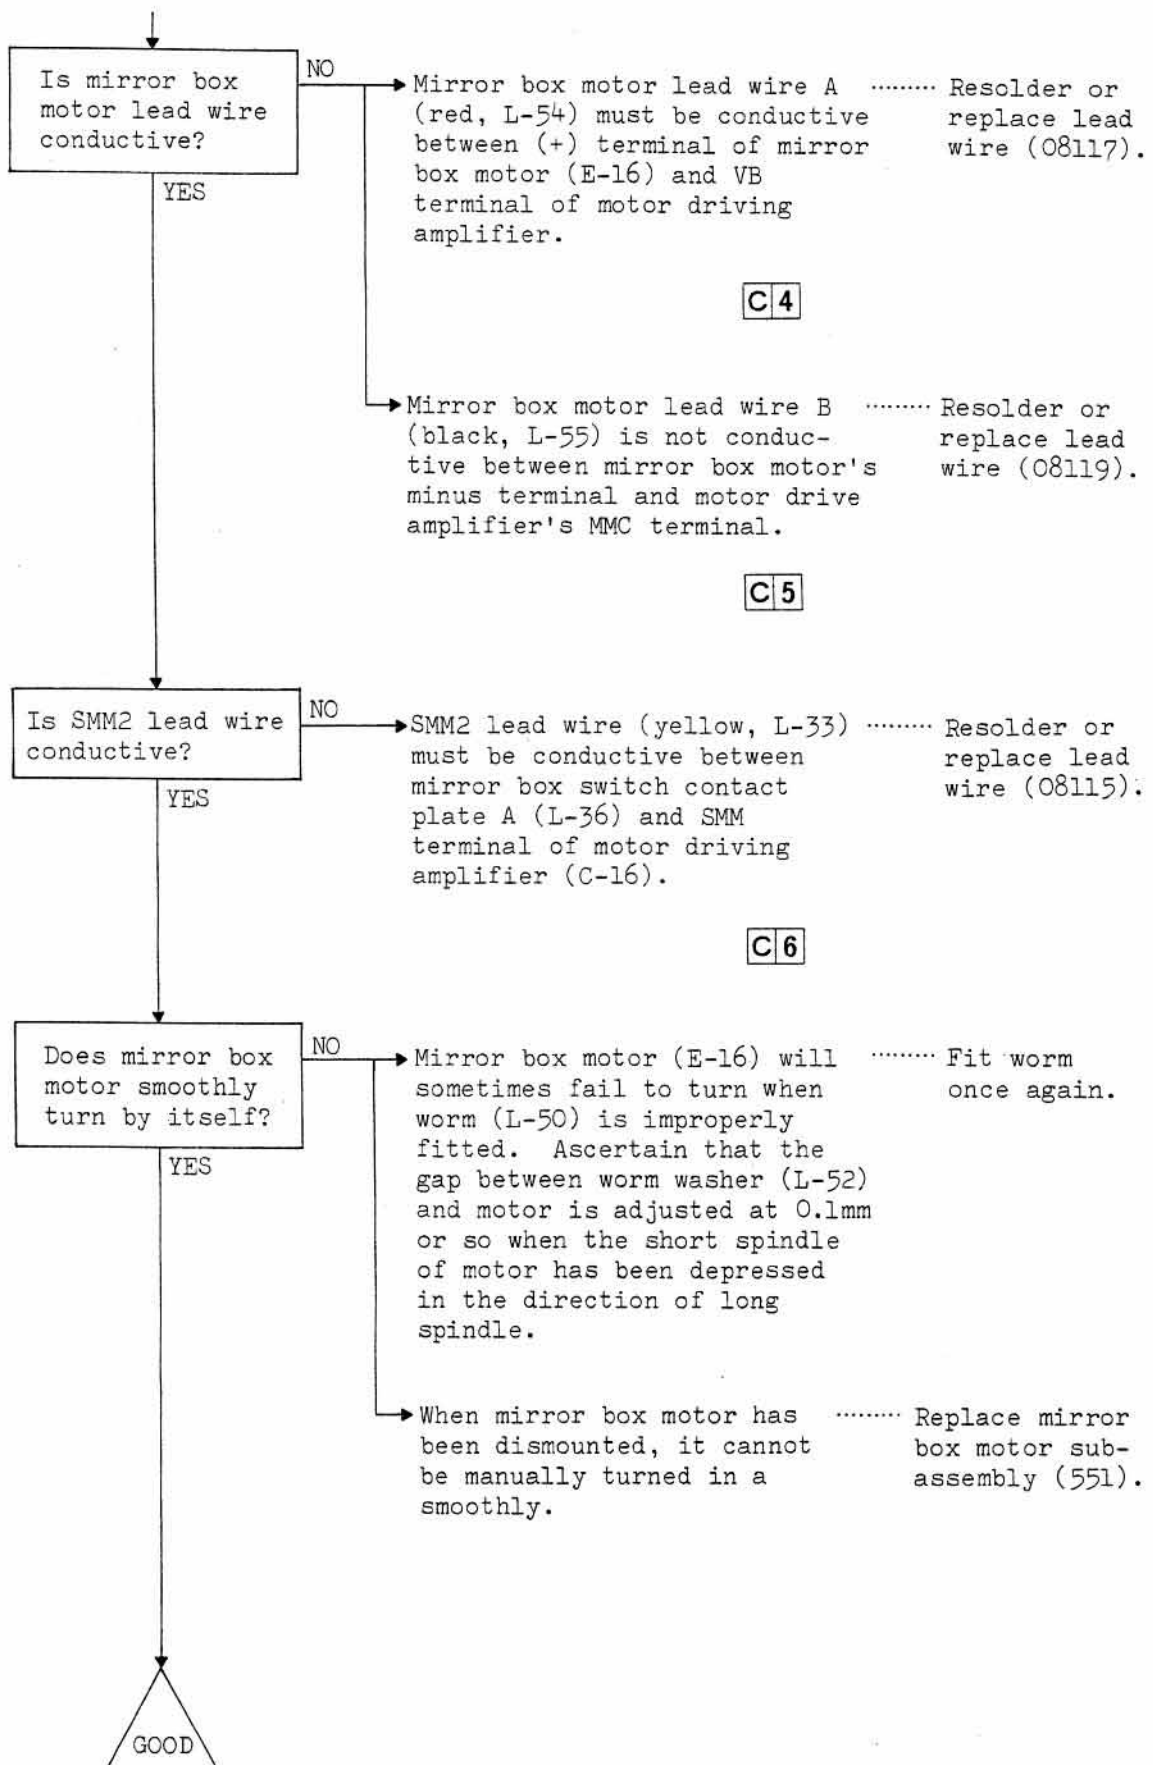 Is mirror box
motor lead wire
conductive?
NO
YES
Mirror box motor lead wire A ......... Resolder or
(red, L-54) must be conductive replace lead
between (+) terminal of mirror wire (08117).
box motor (E-16) and VB
terminal of motor driving
amplifier.
C 4
Mirror box motor lead wire B ......... Resolder or
(black, L-55) is not conduc- replace lead
tive between mirror box motor's wire (08119).
minus terminal and motor drive
amplifier's MMC terminal.
C 5
Is SMM2 lead wire
conductive?
NO
YES
SMM2 lead wire (yellow, L-33) ......... Resolder or
must be conductive between replace lead
mirror box switch contact wire (08115).
plate A (L-36) and SMM
terminal of motor driving
amplifier (C-16).
C 6
Does mirror box
motor smoothly
turn by itself?
NO
YES
Mirror box motor (E-16) will ......... Fit worm
sometimes fail to turn when once again.
worm (L-50) is improperly
fitted. Ascertain that the
gap between worm washer (L-52)
and motor is adjusted at 0.1mm
or so when the short spindle
of motor has been depressed
in the direction of long
spindle.
When mirror box motor has ......... Replace mirror
been dismounted, it cannot box motor sub-
be manually turned in a assembly (551).
smoothly.
GOOD